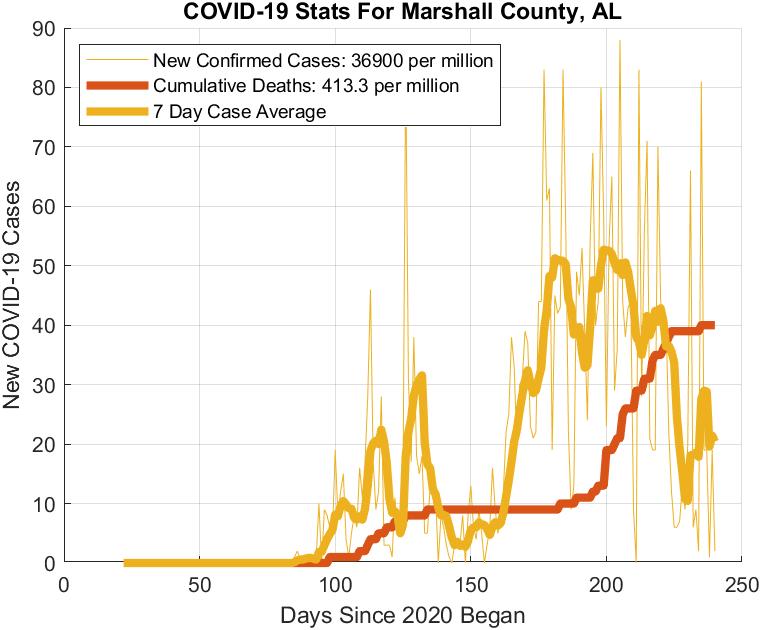 COVID-19 Stats For Marshall County, AL
New Confirmed Cases: 36900 per million
Cumulative Deaths: 413.3 per million
7 Day Case Average
90
80
70
60
50
40
30
20
10
0
New COVID-19 Cases
0 50 100 150 200 250
Days Since 2020 Began